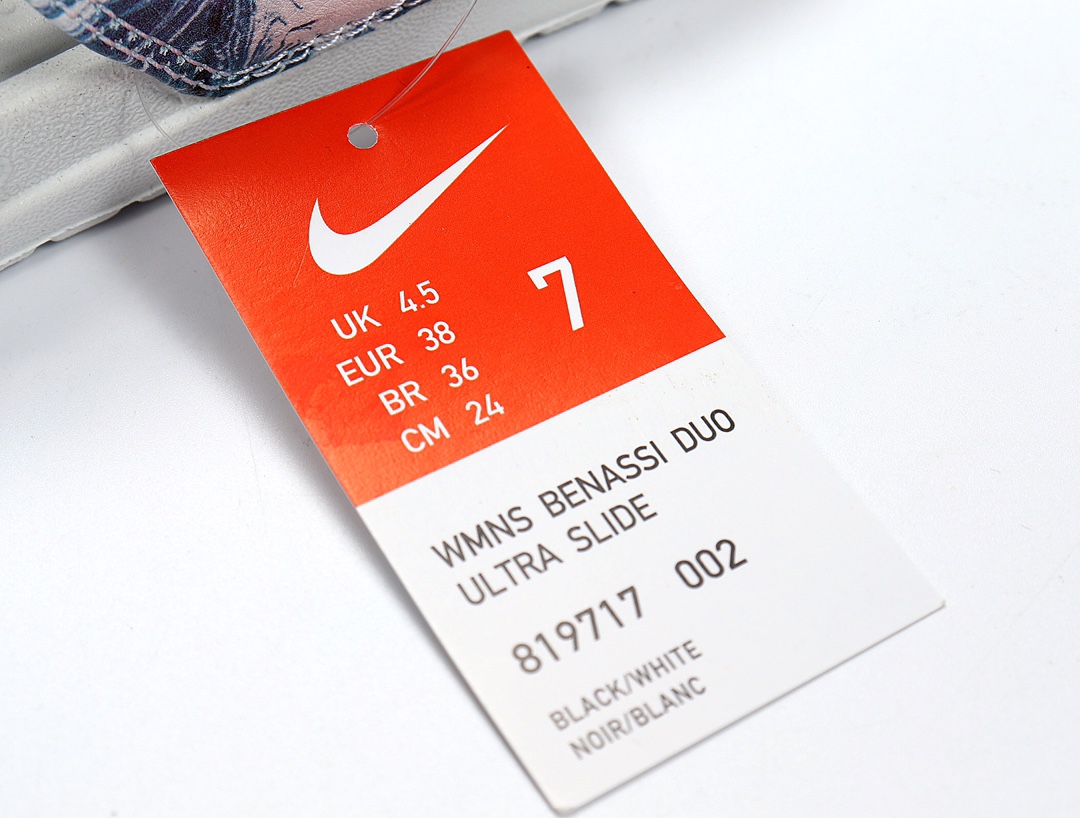 UK 4.5
EUR 38
BR 36
CM 24
7
WMNS BENASSI DUO
ULTRA SLIDE
819717 002
BLACK/WHITE
NOIR/BLANC